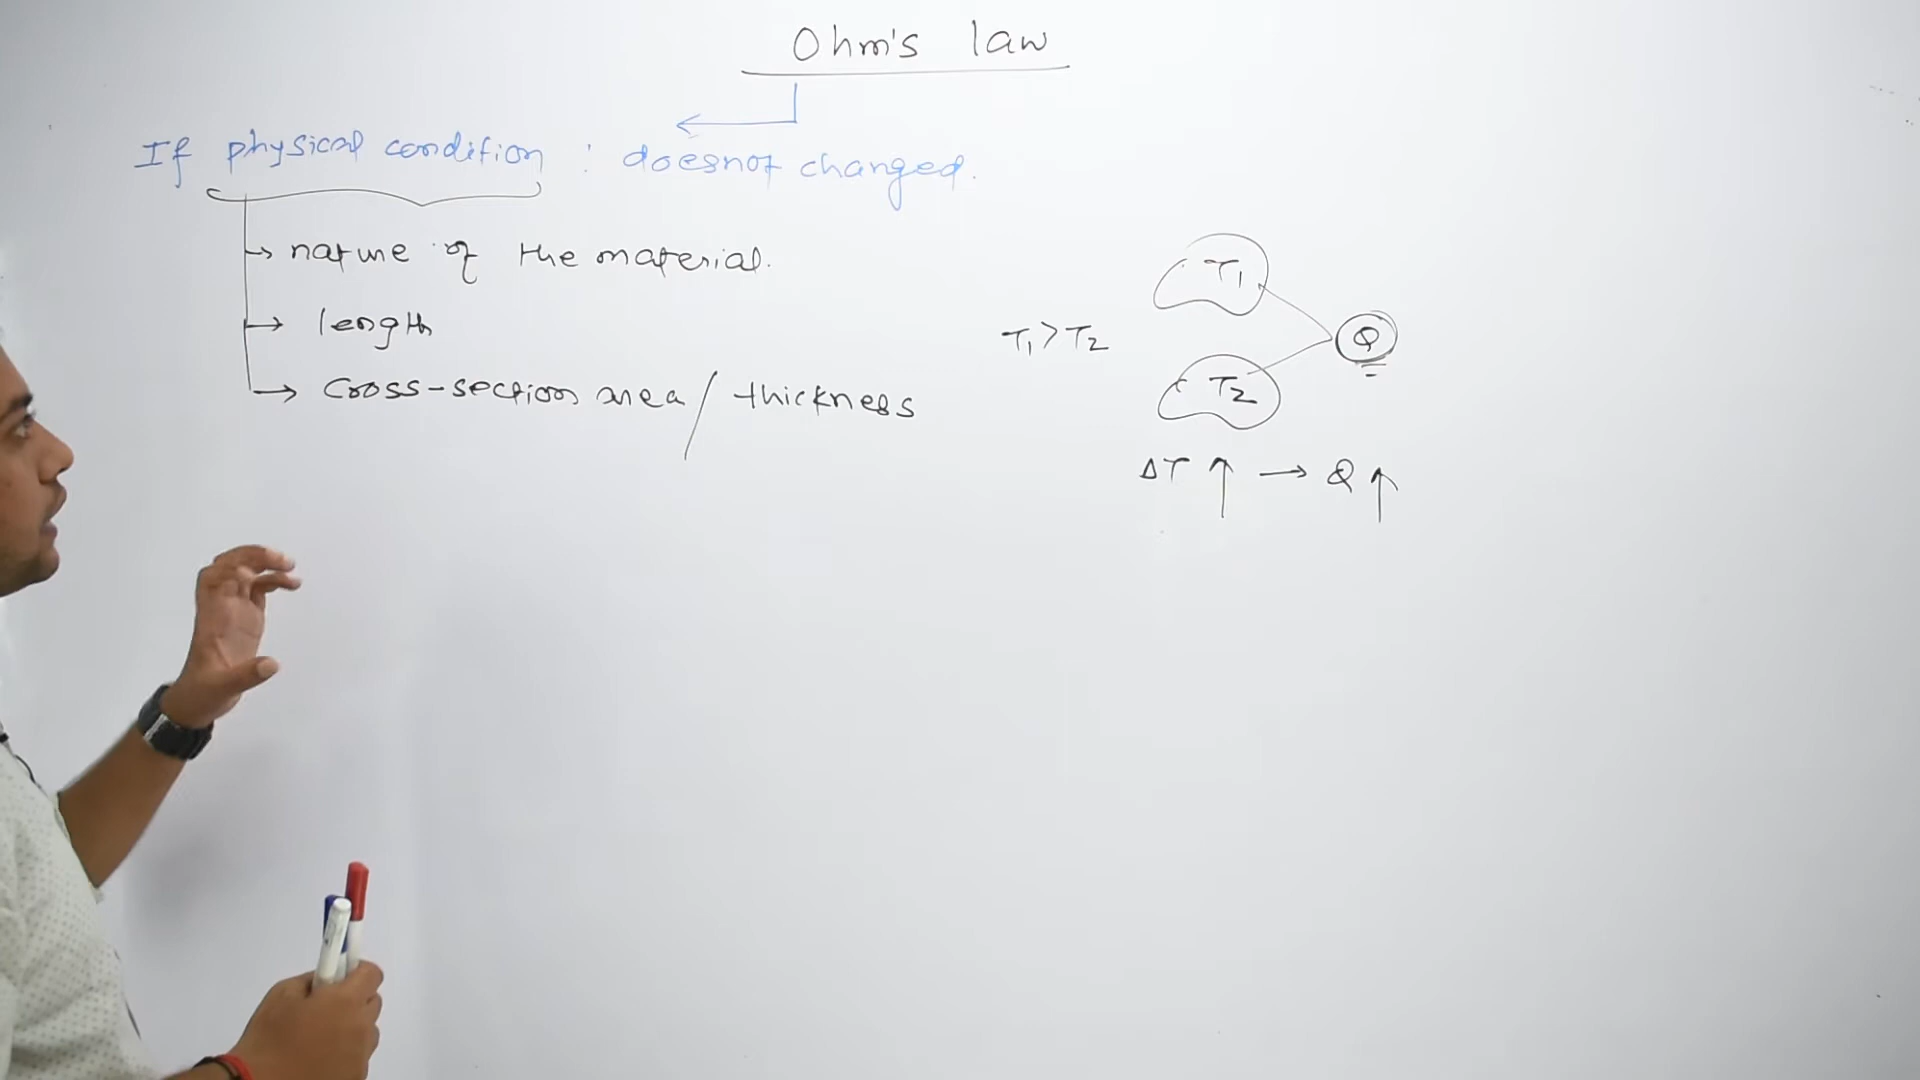 Ohm's law
If physical condition : doesnot changed.
→ nature of the material.
→ length
→ Cross-section area / thickness
T₁
T₁ > T₂
Q
T₂
ΔT ↑ → Q ↑